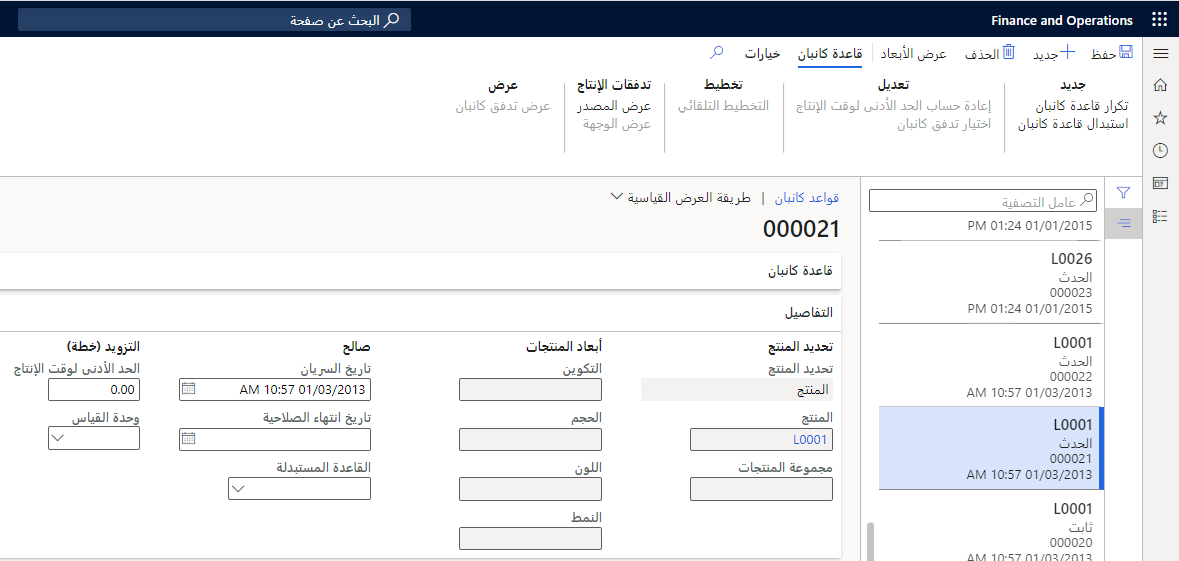 Finance and Operations
البحث عن صفحة
حفظ
جديد
الحذف
عرض الأبعاد
قاعدة كانبان
خيارات
جديد
تكرار قاعدة كانبان
استبدال قاعدة كانبان
تعديل
إعادة حساب الحد الأدنى لوقت الإنتاج
اختيار تدفق كانبان
تخطيط
التخطيط التلقائي
تدفقات الإنتاج
عرض المصدر
عرض الوجهة
عرض
عرض تدفق كانبان
عامل التصفية
01/01/2015 01:24 PM
L0026
الحدث
000023
01/01/2015 01:24 PM
L0001
الحدث
000022
01/03/2013 10:57 AM
L0001
الحدث
000021
01/03/2013 10:57 AM
L0001
ثابت
000020
01/03/2013 10:57 AM
قواعد كانبان | طريقة العرض القياسية
000021
قاعدة كانبان
التفاصيل
تحديد المنتج
تحديد المنتج
المنتج
المنتج
L0001
مجموعة المنتجات
أبعاد المنتجات
التكوين
الحجم
اللون
النمط
صالح
تاريخ السريان
01/03/2013 10:57 AM
تاريخ انتهاء الصلاحية
القاعدة المستبدلة
التزويد (خطة)
الحد الأدنى لوقت الإنتاج
0.00
وحدة القياس